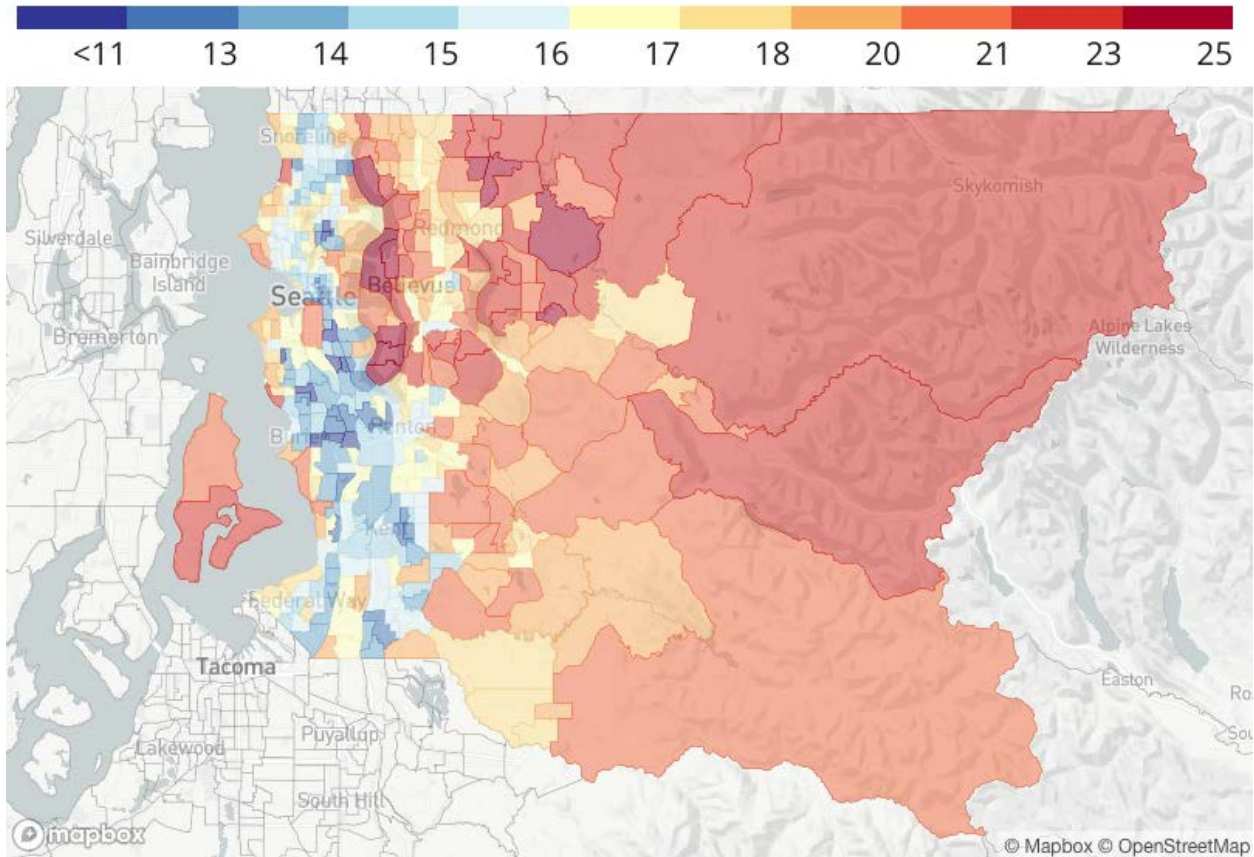 <11 13 14 15 16 17 18 20 21 23 25
Shoreline
Skykomish
Silverdale
Redmond
Bainbridge
Island
Seattle
Bellevue
Bremerton
Alpine Lakes
Wilderness
Renton
Kent
Federal Way
Tacoma
Easton
Lakewood
Puyallup
South Hill
mapbox
© Mapbox © OpenStreetMap